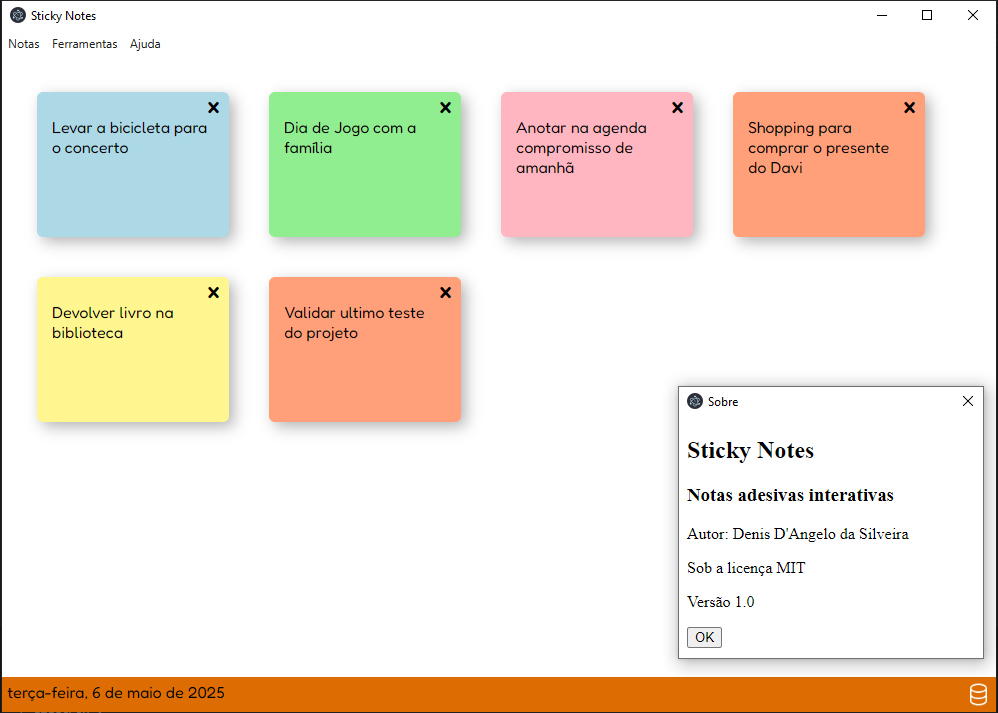 Sticky Notes
Notas Ferramentas Ajuda
Levar a bicicleta para
o concerto
Dia de Jogo com a
família
Anotar na agenda
compromisso de
amanhã
Shopping para
comprar o presente
do Davi
Devolver livro na
biblioteca
Validar ultimo teste
do projeto
Sobre
Sticky Notes
Notas adesivas interativas
Autor: Denis D'Angelo da Silveira
Sob a licença MIT
Versão 1.0
OK
terça-feira, 6 de maio de 2025